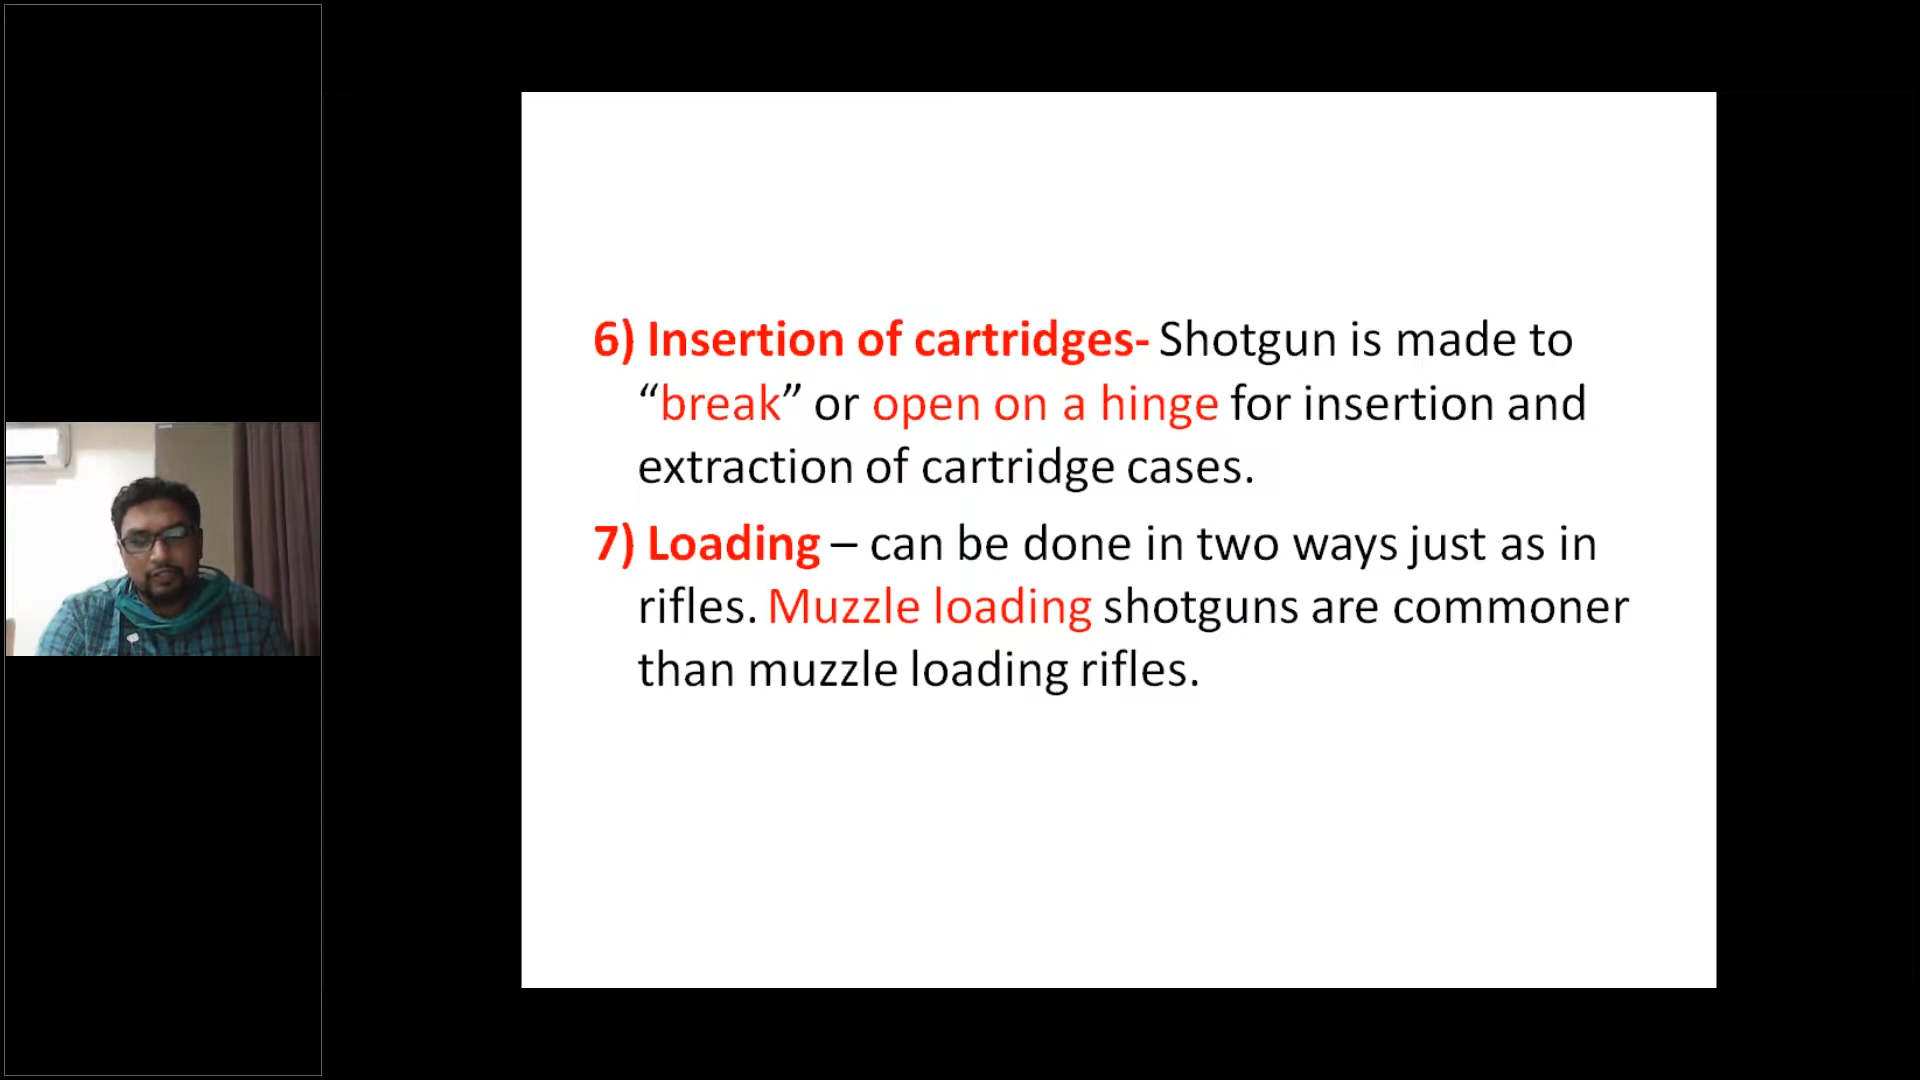 6) Insertion of cartridges- Shotgun is made to
“break” or open on a hinge for insertion and
extraction of cartridge cases.
7) Loading – can be done in two ways just as in
rifles. Muzzle loading shotguns are commoner
than muzzle loading rifles.